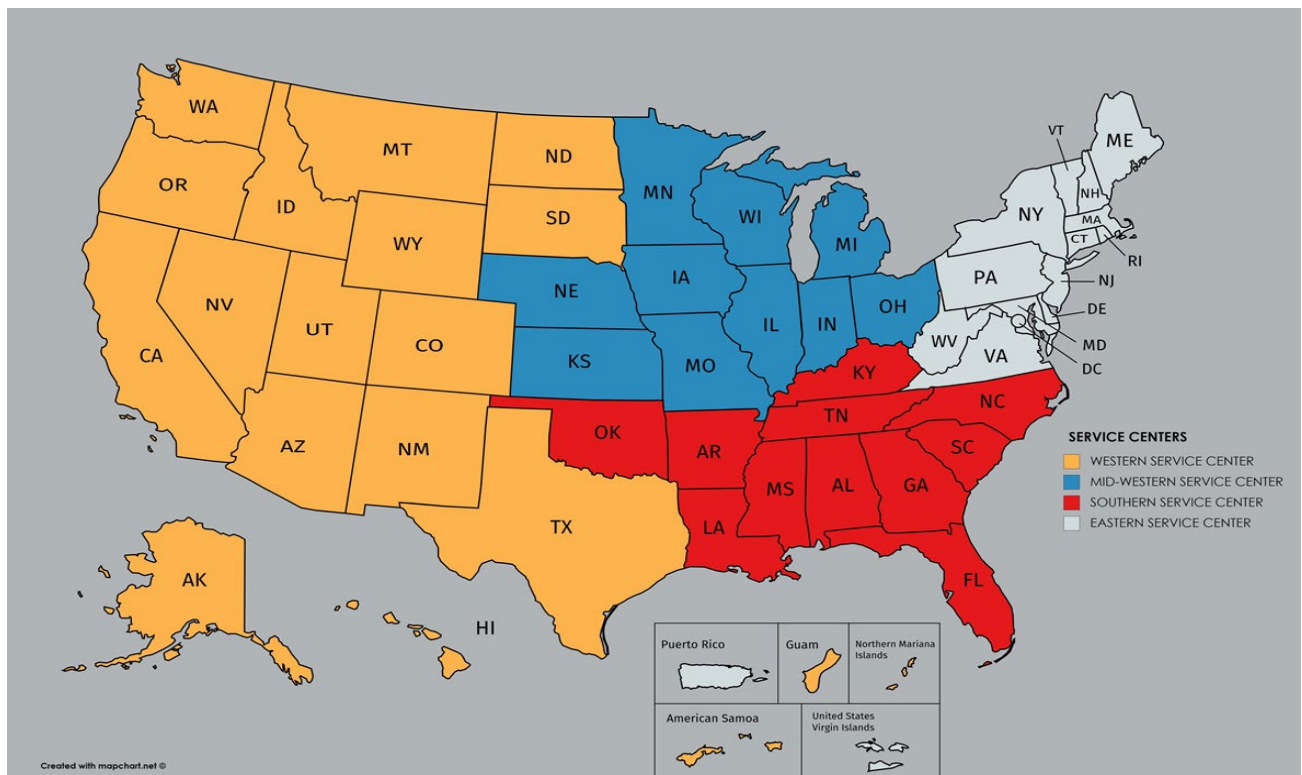 WA
MT
ND
MN
OR
ID
SD
WI
MI
WY
NE
IA
NV
UT
CO
KS
MO
IL
IN
OH
CA
AZ
NM
OK
AR
TX
LA
MS
AL
GA
FL
SC
NC
TN
KY
WV
VA
PA
NY
VT
NH
ME
MA
CT
RI
NJ
DE
MD
DC
AK
HI
SERVICE CENTERS
WESTERN SERVICE CENTER
MID-WESTERN SERVICE CENTER
SOUTHERN SERVICE CENTER
EASTERN SERVICE CENTER
Puerto Rico
Guam
Northern Mariana
Islands
American Samoa
United States
Virgin Islands
Created with mapchart.net ©